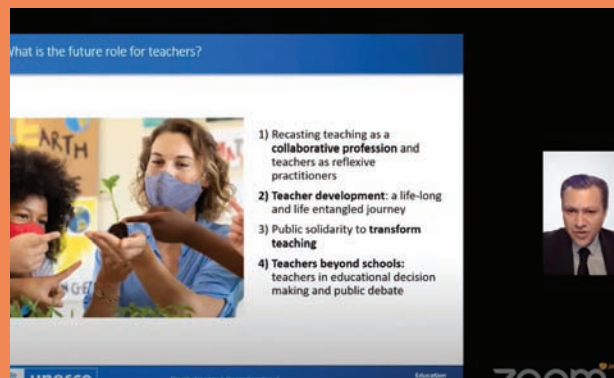 What is the future role for teachers?
EARTH
1) Recasting teaching as a
collaborative profession and
teachers as reflexive
practitioners
2) Teacher development: a life-long
and life entangled journey
3) Public solidarity to transform
teaching
4) Teachers beyond schools:
teachers in educational decision
making and public debate
unesco
Education
zoom